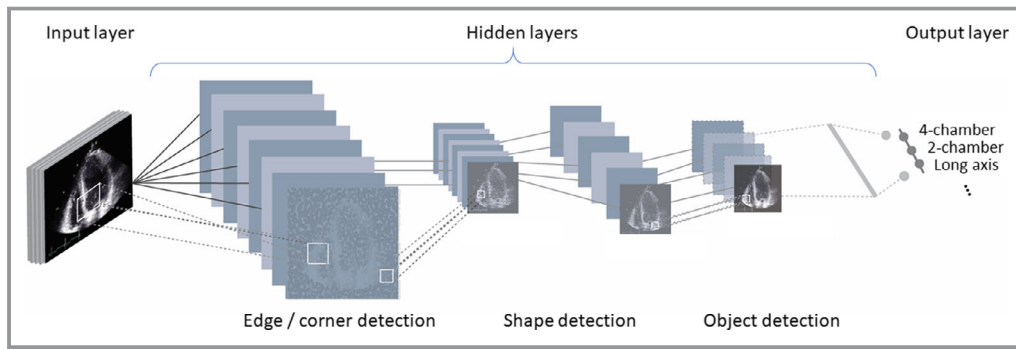 Input layer
Hidden layers
Output layer
4-chamber
2-chamber
Long axis
Edge / corner detection
Shape detection
Object detection